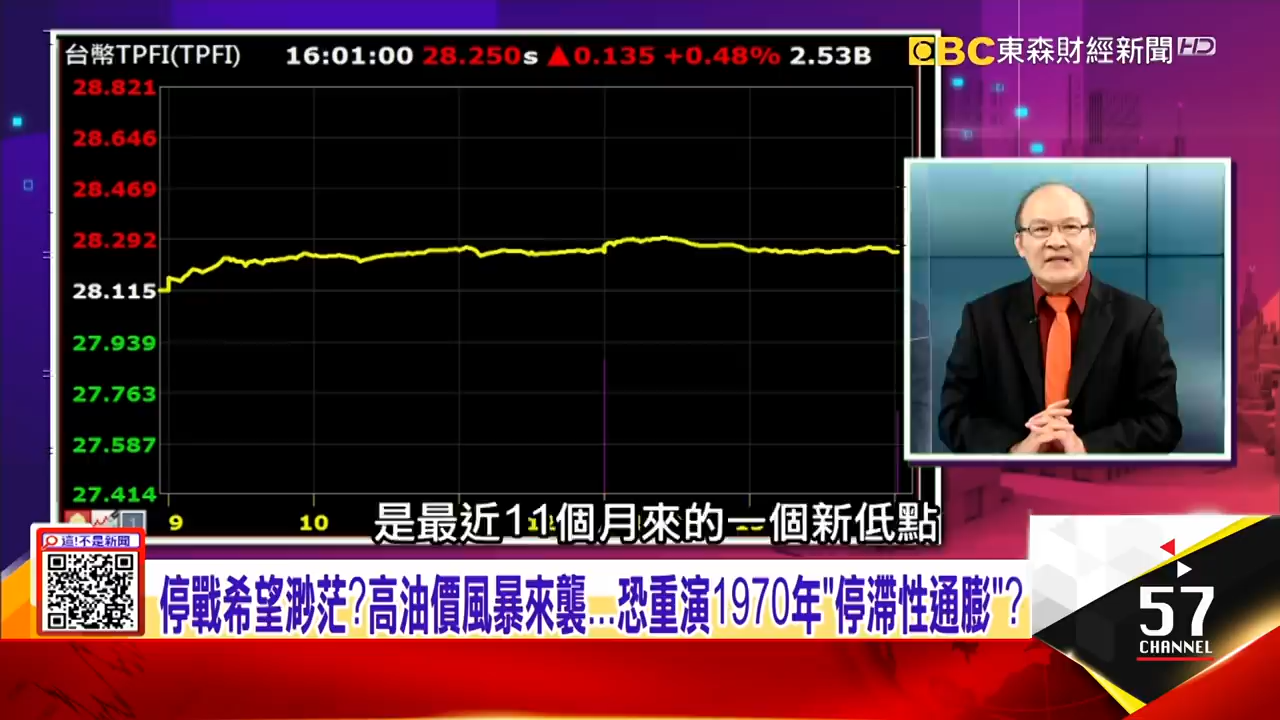 台幣TPFI(TPFI) 16:01:00 28.250s ▲0.135 +0.48% 2.53B
EBC東森財經新聞HD
28.821
28.646
28.469
28.292
28.115
27.939
27.763
27.587
27.414
9 10
是最近11個月來的一個新低點
這!不是新聞
停戰希望渺茫?高油價風暴來襲...恐重演1970年"停滯性通膨"?
57
CHANNEL